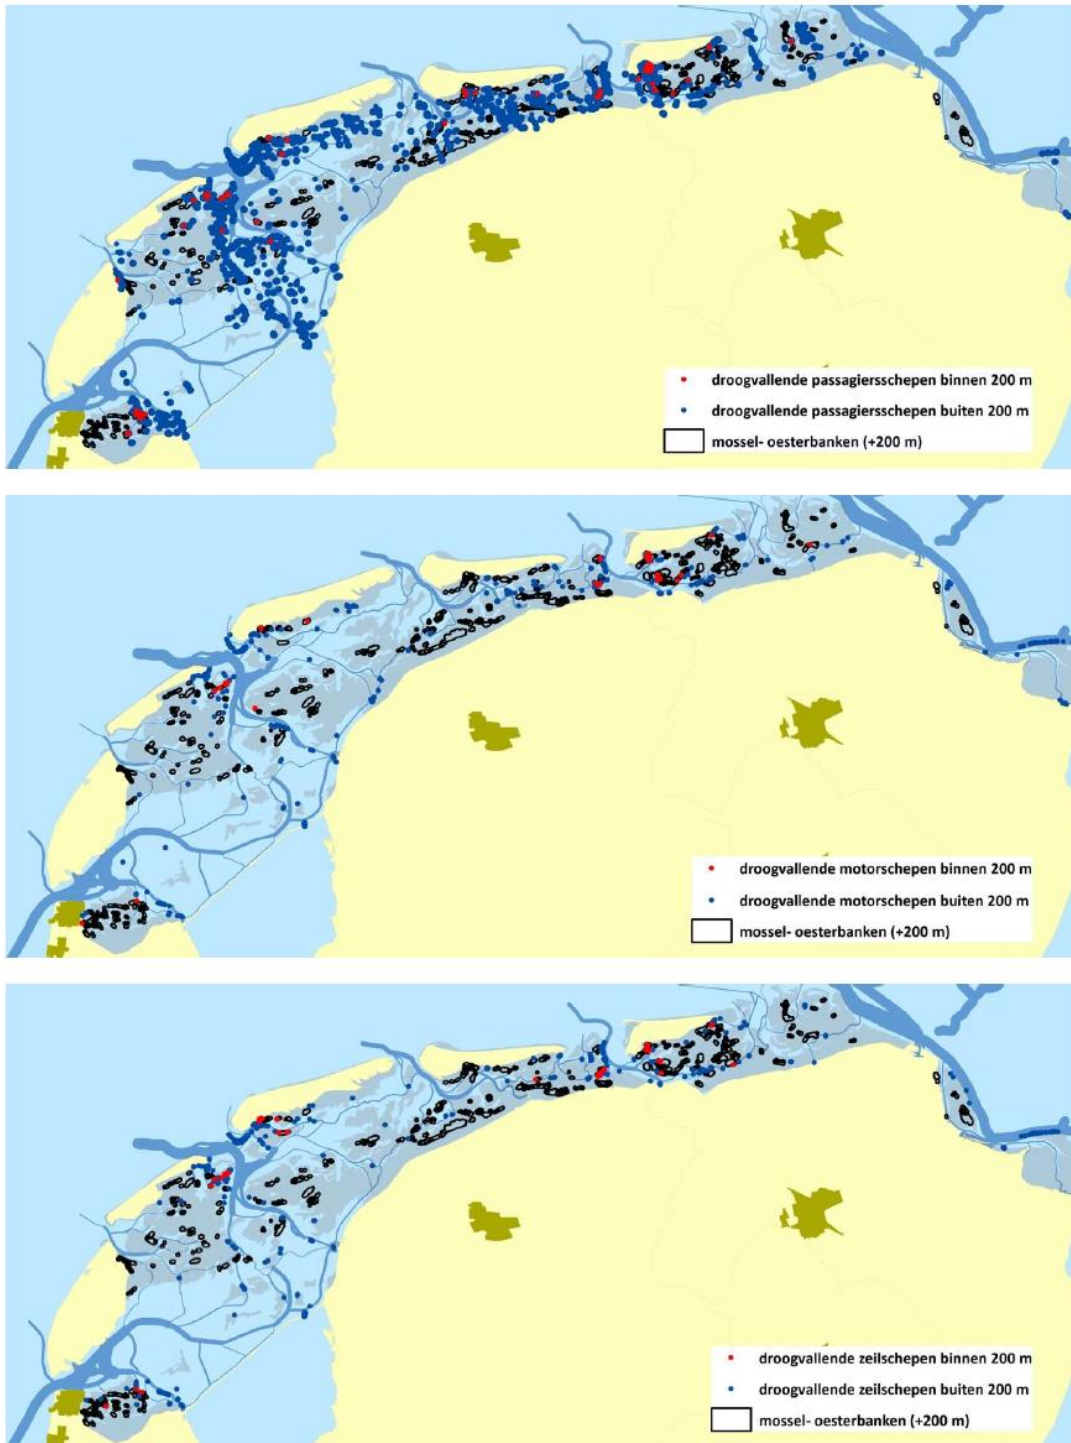 droogvallende passagiersschepen binnen 200 m
droogvallende passagiersschepen buiten 200 m
mossel- oesterbanken (+200 m)
droogvallende motorschepen binnen 200 m
droogvallende motorschepen buiten 200 m
mossel- oesterbanken (+200 m)
droogvallende zeilschepen binnen 200 m
droogvallende zeilschepen buiten 200 m
mossel- oesterbanken (+200 m)